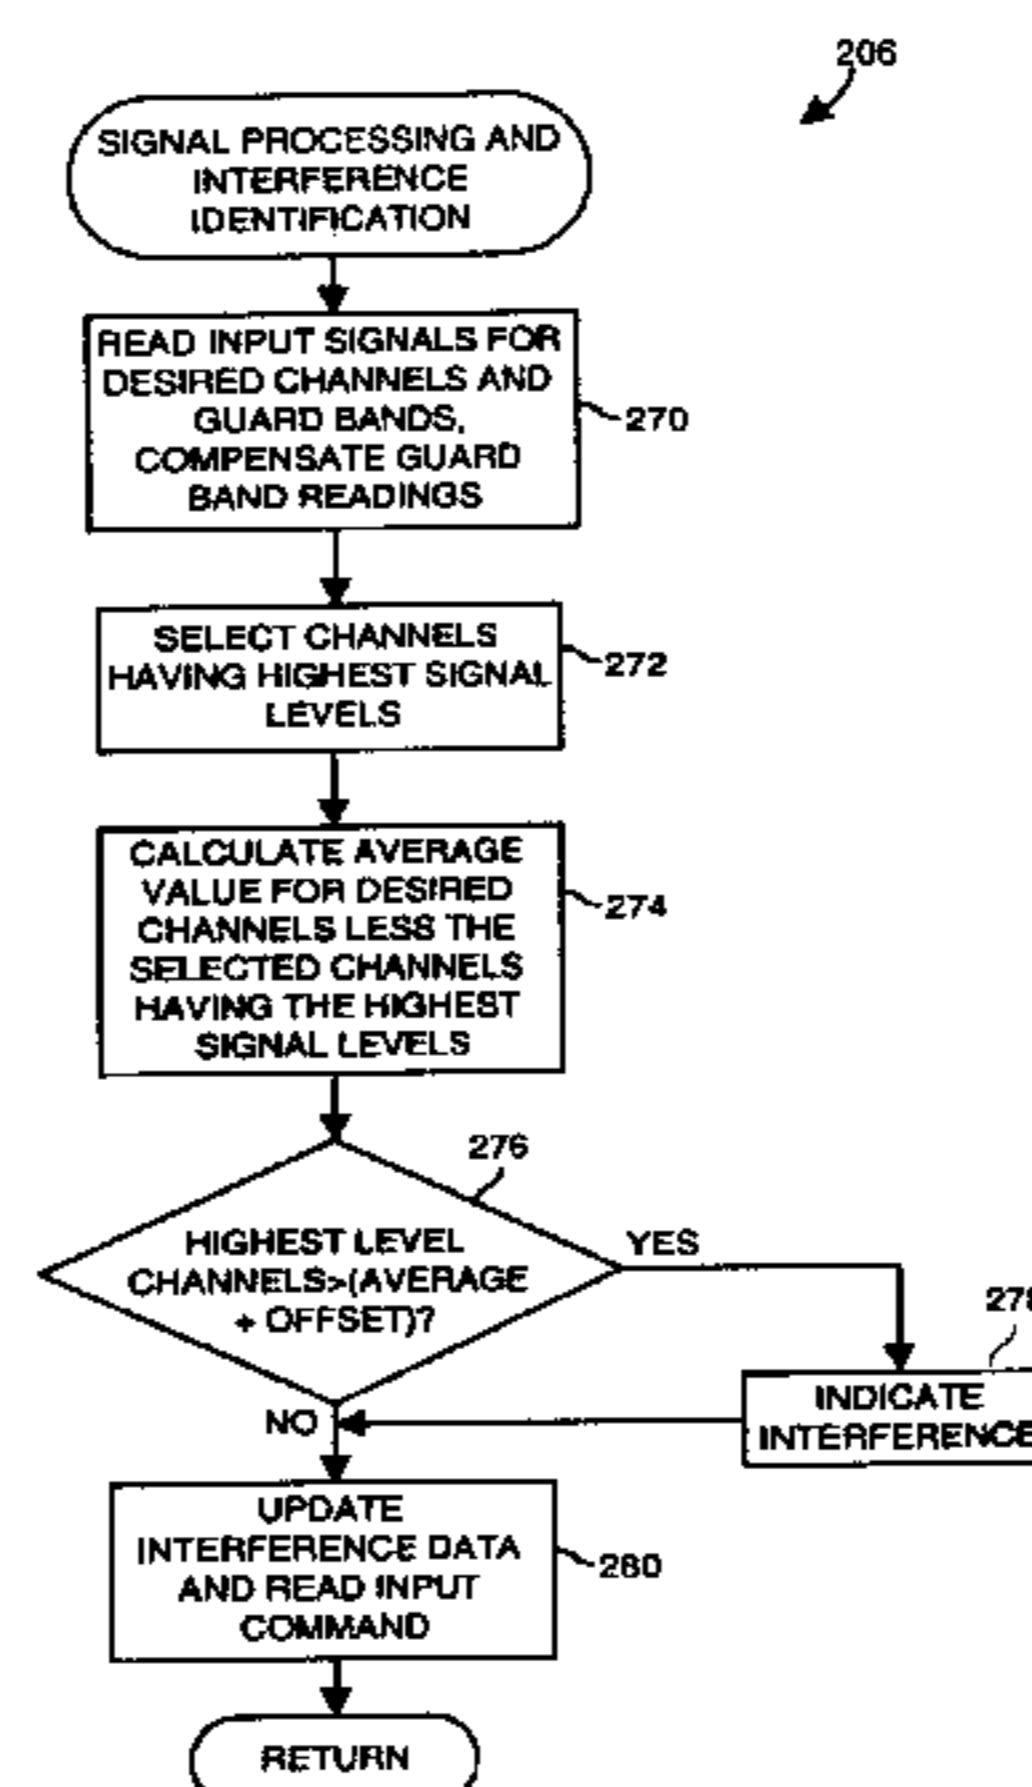 206
SIGNAL PROCESSING AND
INTERFERENCE
IDENTIFICATION
READ INPUT SIGNALS FOR
DESIRED CHANNELS AND
GUARD BANDS,
COMPENSATE GUARD
BAND READINGS
270
SELECT CHANNELS
HAVING HIGHEST SIGNAL
LEVELS
272
CALCULATE AVERAGE
VALUE FOR DESIRED
CHANNELS LESS THE
SELECTED CHANNELS
HAVING THE HIGHEST
SIGNAL LEVELS
274
276
HIGHEST LEVEL
CHANNELS>(AVERAGE
+ OFFSET)?
YES
278
INDICATE
INTERFERENCE
NO
UPDATE
INTERFERENCE DATA
AND READ INPUT
COMMAND
280
RETURN